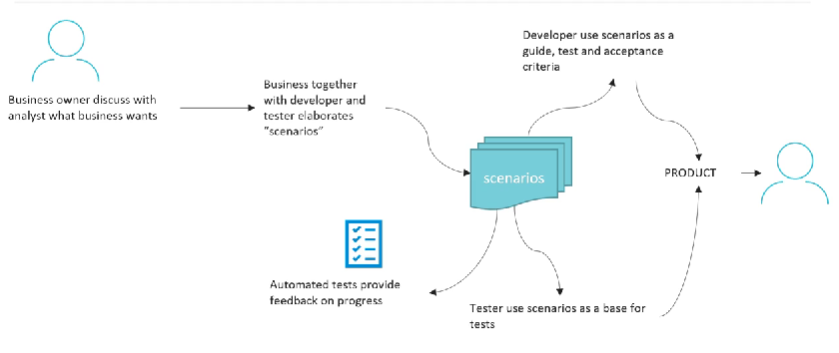 Developer use scenarios as a
guide, test and acceptance
criteria
Business owner discuss with
analyst what business wants
Business together
with developer and
tester elaborates
"scenarios"
scenarios
PRODUCT
Automated tests provide
feedback on progress
Tester use scenarios as a base for
tests